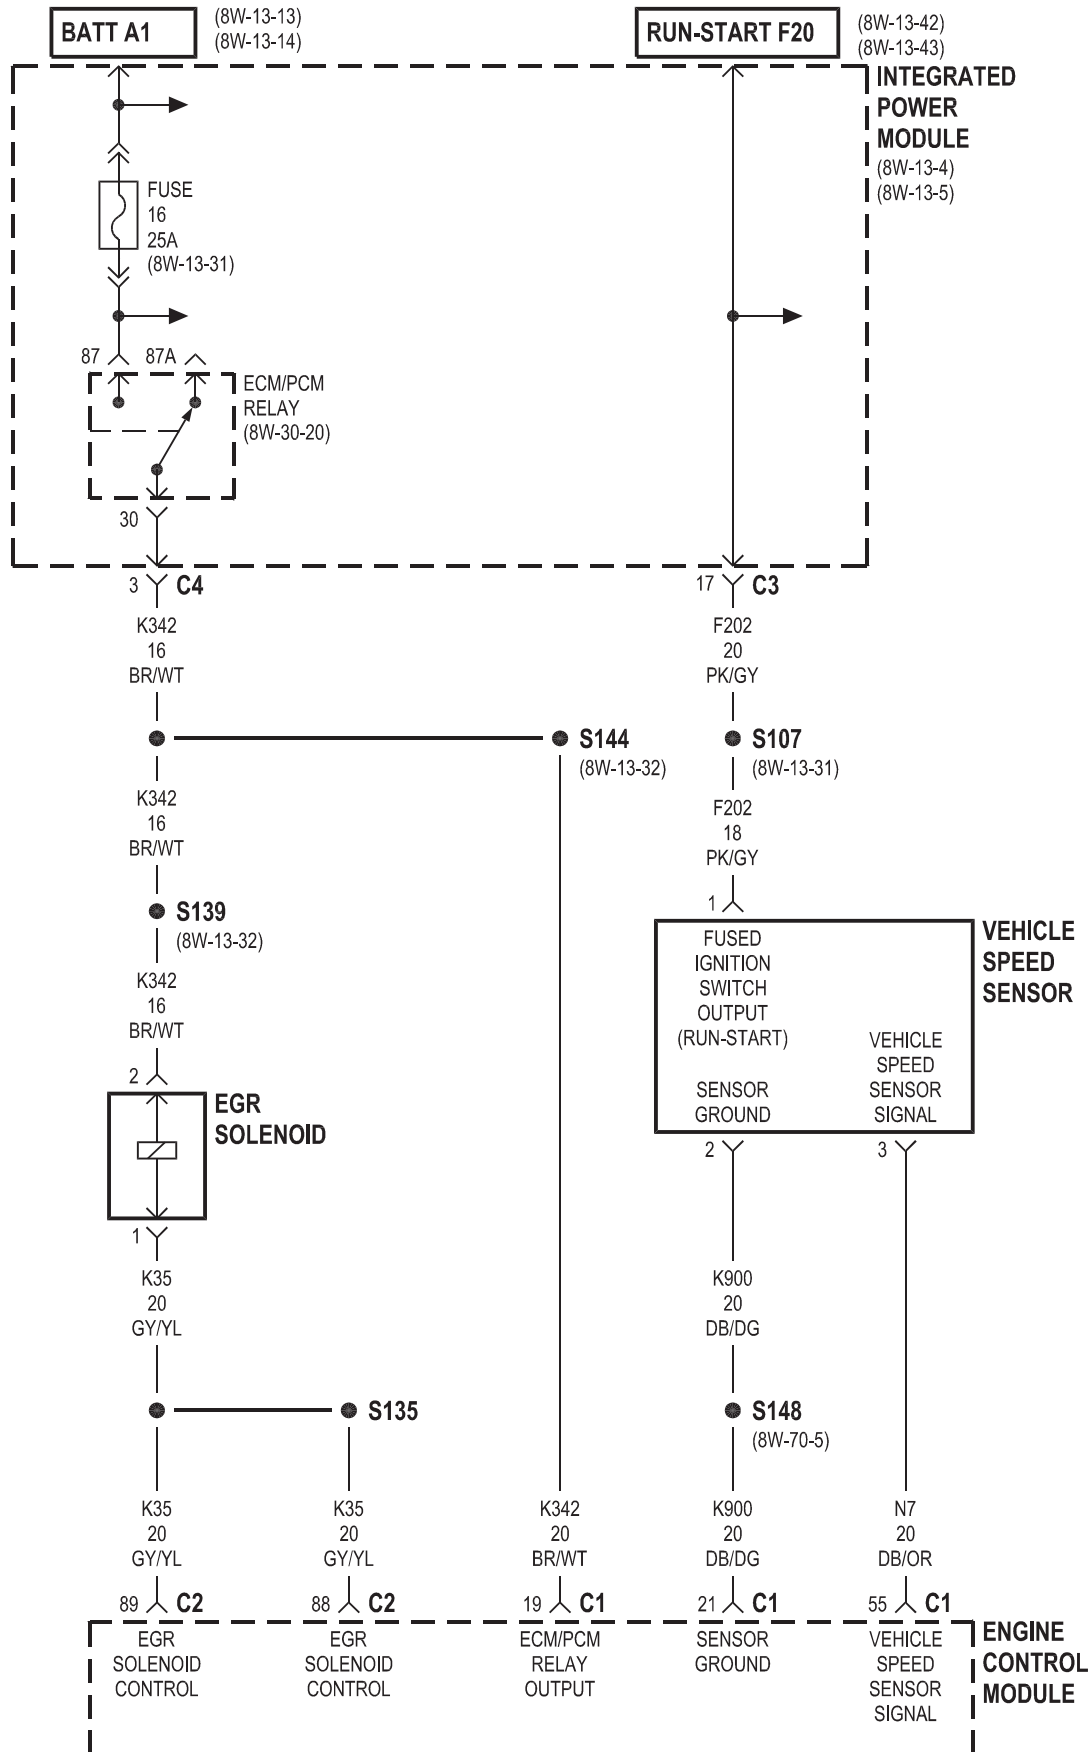 BATT A1
(8W-13-13)
(8W-13-14)
RUN-START F20
(8W-13-42)
(8W-13-43)
INTEGRATED
POWER
MODULE
(8W-13-4)
(8W-13-5)
FUSE
16
25A
(8W-13-31)
87
87A
ECM/PCM
RELAY
(8W-30-20)
30
3
C4
17
C3
K342
16
BR/WT
F202
20
PK/GY
S144
(8W-13-32)
S107
(8W-13-31)
K342
16
BR/WT
F202
18
PK/GY
S139
(8W-13-32)
1
VEHICLE
SPEED
SENSOR
FUSED
IGNITION
SWITCH
OUTPUT
(RUN-START)
K342
16
BR/WT
VEHICLE
SPEED
SENSOR
SIGNAL
SENSOR
GROUND
2
EGR
SOLENOID
2
3
1
K35
20
GY/YL
K900
20
DB/DG
S135
S148
(8W-70-5)
K35
20
GY/YL
K35
20
GY/YL
K342
20
BR/WT
K900
20
DB/DG
N7
20
DB/OR
89
C2
88
C2
19
C1
21
C1
55
C1
EGR
SOLENOID
CONTROL
EGR
SOLENOID
CONTROL
ECM/PCM
RELAY
OUTPUT
SENSOR
GROUND
VEHICLE
SPEED
SENSOR
SIGNAL
ENGINE
CONTROL
MODULE